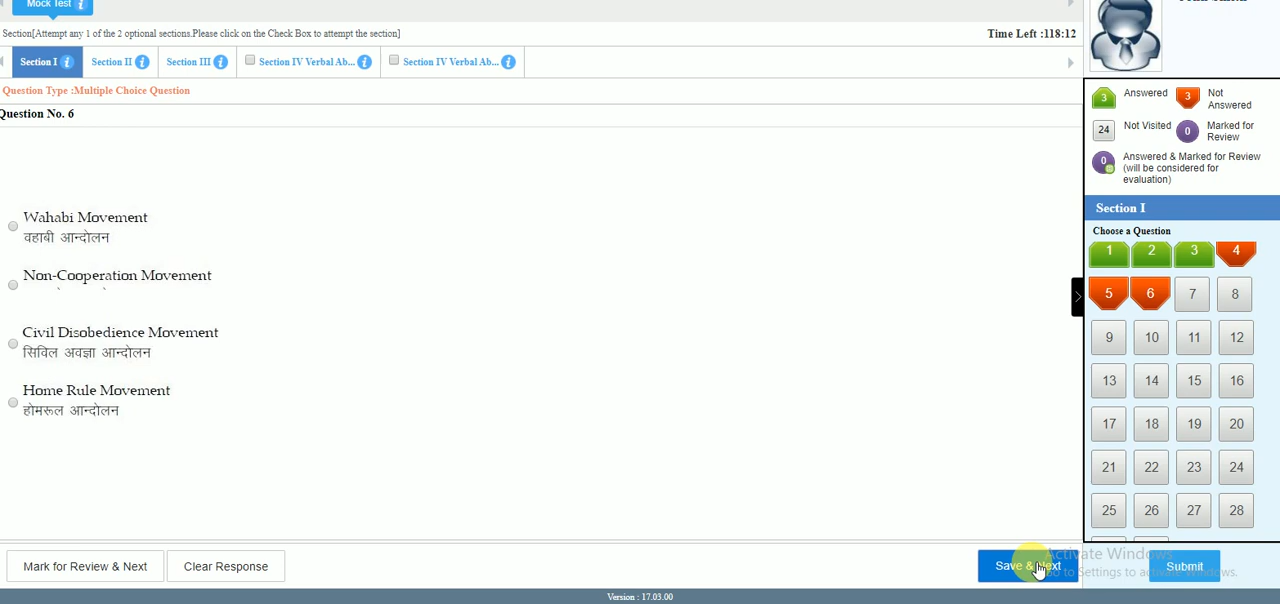 Mock Test i
Section[Attempt any 1 of the 2 optional sections.Please click on the Check Box to attempt the section]
Time Left :118:12
Section I i
Section II i
Section III i
Section IV Verbal Ab... i
Section IV Verbal Ab... i
Question Type :Multiple Choice Question
Question No. 6
Wahabi Movement
वहाबी आन्दोलन
Non-Cooperation Movement
Civil Disobedience Movement
सिविल अवज्ञा आन्दोलन
Home Rule Movement
होमरूल आन्दोलन
3 Answered
3 Not Answered
24 Not Visited
0 Marked for Review
0 Answered & Marked for Review
(will be considered for
evaluation)
Section I
Choose a Question
1 2 3 4
5 6 7 8
9 10 11 12
13 14 15 16
17 18 19 20
21 22 23 24
25 26 27 28
Mark for Review & Next
Clear Response
Save & Next
Submit
Activate Windows
Go to Settings to activate Windows.
Version : 17.03.00